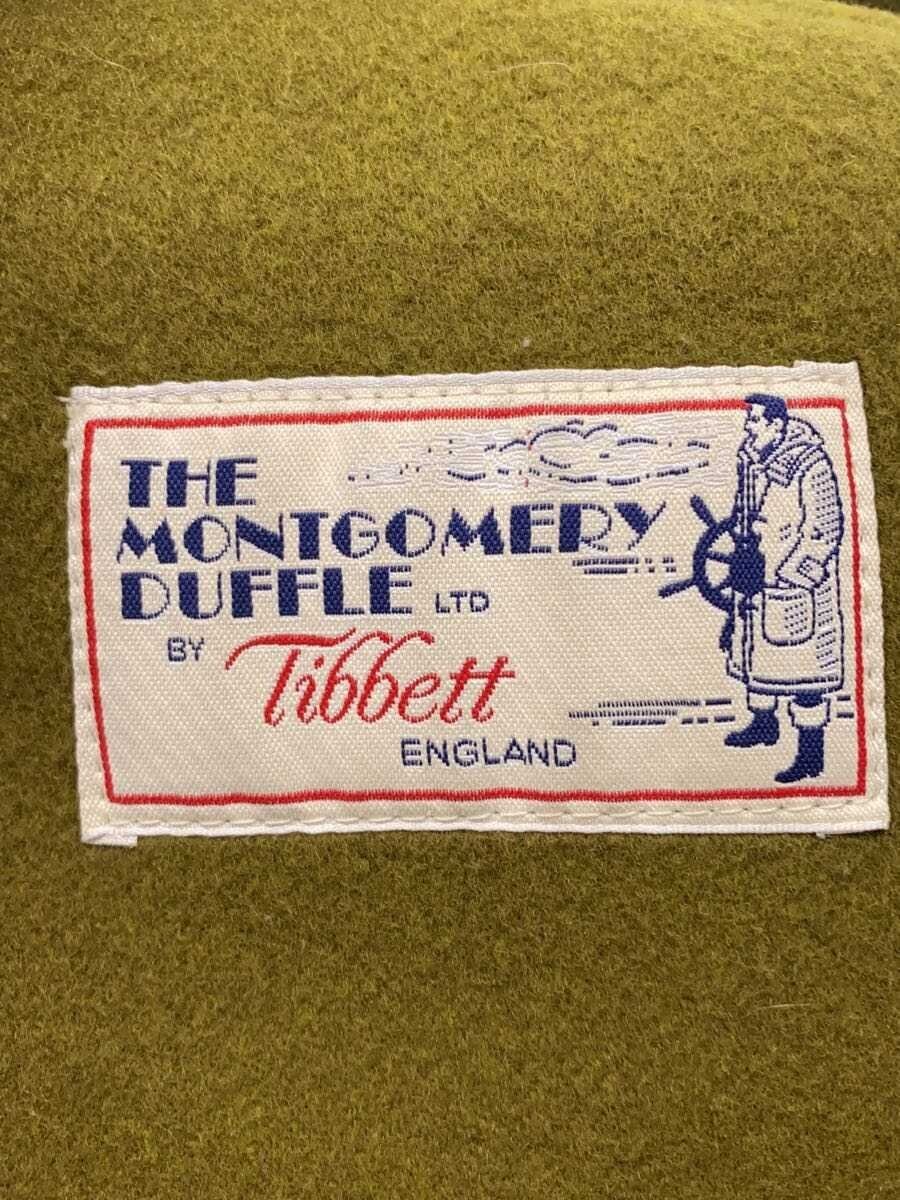 THE
MONTGOMERY
DUFFLE LTD
BY Tibbett
ENGLAND